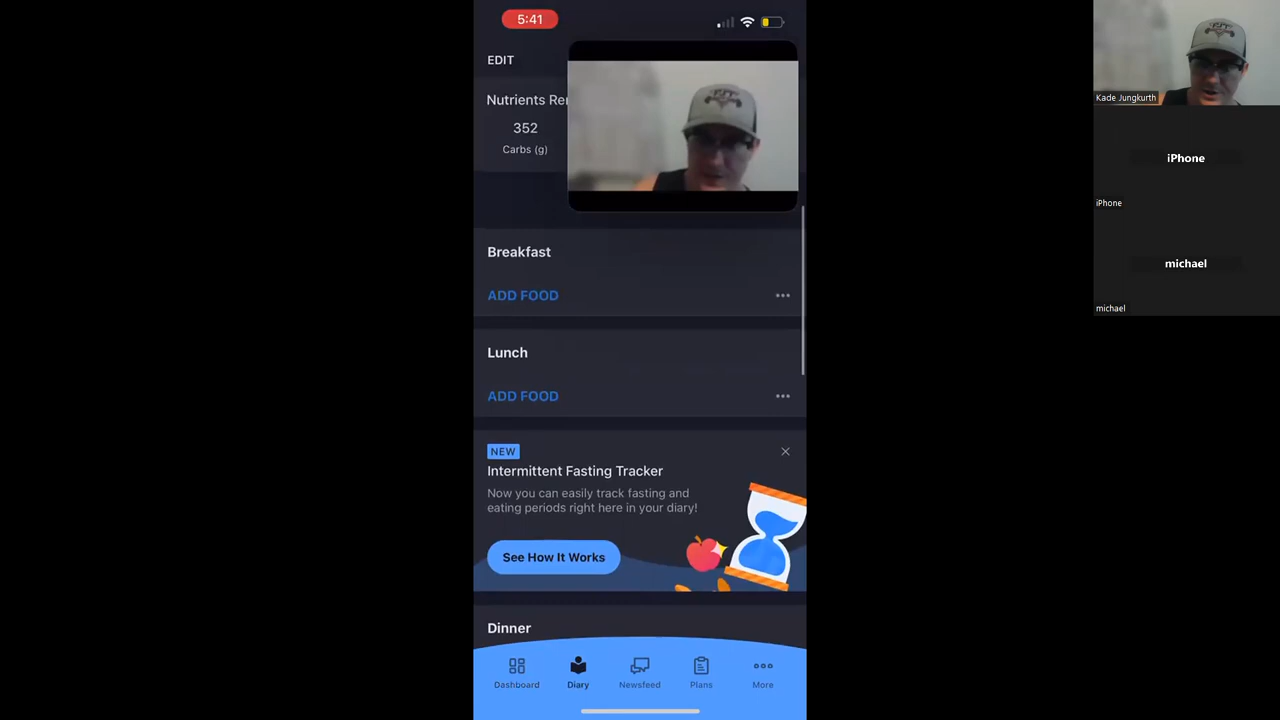 5:41
EDIT
Nutrients Re
352
Carbs (g)
Breakfast
ADD FOOD
Lunch
ADD FOOD
NEW
Intermittent Fasting Tracker
Now you can easily track fasting and
eating periods right here in your diary!
See How It Works
Dinner
Dashboard
Diary
Newsfeed
Plans
More
Kade Jungkurth
iPhone
iPhone
michael
michael